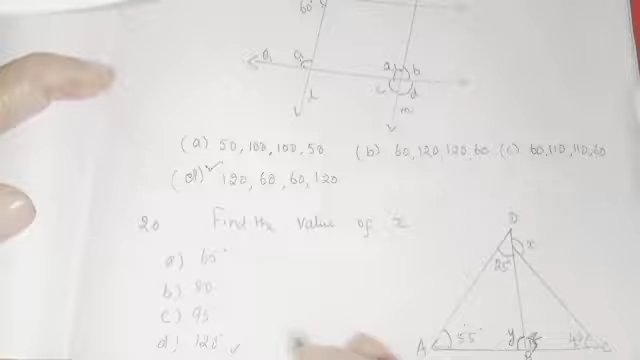 60°
a
a b
c d
l
m
(a) 50, 100, 100, 50 (b) 60, 120, 120, 60 (c) 60, 110, 110, 60
(d) 120, 60, 60, 120
20 Find the value of x
a)
b) 80
c) 95
d) 120°
D
x
25°
A 55° y